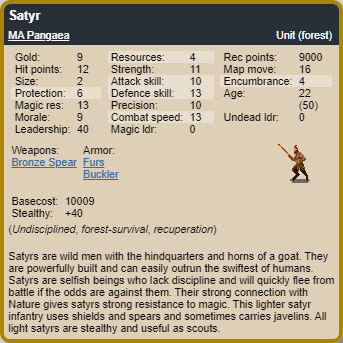 Satyr
MA Pangaea Unit (forest)
Gold: 9 Resources: 4 Rec points: 9000
Hit points: 12 Strength: 11 Map move: 16
Size: 2 Attack skill: 10 Encumbrance: 4
Protection: 6 Defence skill: 13 Age: 22
Magic res: 13 Precision: 10 (50)
Morale: 9 Combat speed: 13 Undead ldr: 0
Leadership: 40 Magic ldr: 0
Weapons: Armor:
Bronze Spear Furs
Buckler
Basecost: 10009
Stealthy: +40
(Undisciplined, forest-survival, recuperation)
Satyrs are wild men with the hindquarters and horns of a goat. They
are powerfully built and can easily outrun the swiftest of humans.
Satyrs are selfish beings who lack discipline and will quickly flee from
battle if the odds are against them. Their strong connection with
Nature gives satyrs strong resistance to magic. This lighter satyr
infantry uses shields and spears and sometimes carries javelins. All
light satyrs are stealthy and useful as scouts.